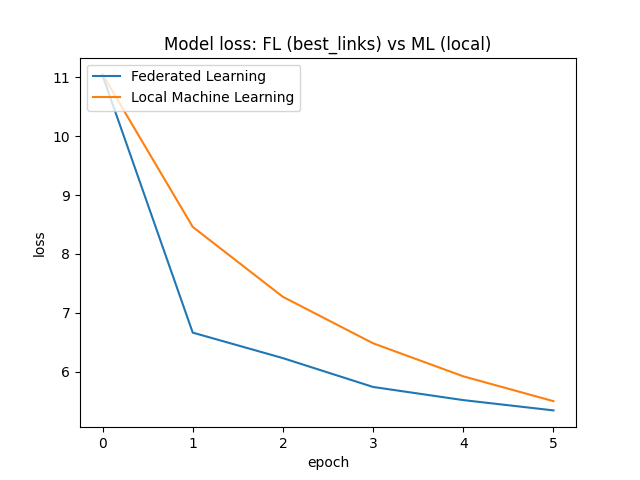 Model loss: FL (best_links) vs ML (local)
Federated Learning
Local Machine Learning
11
10
9
8
7
6
loss
0 1 2 3 4 5
epoch